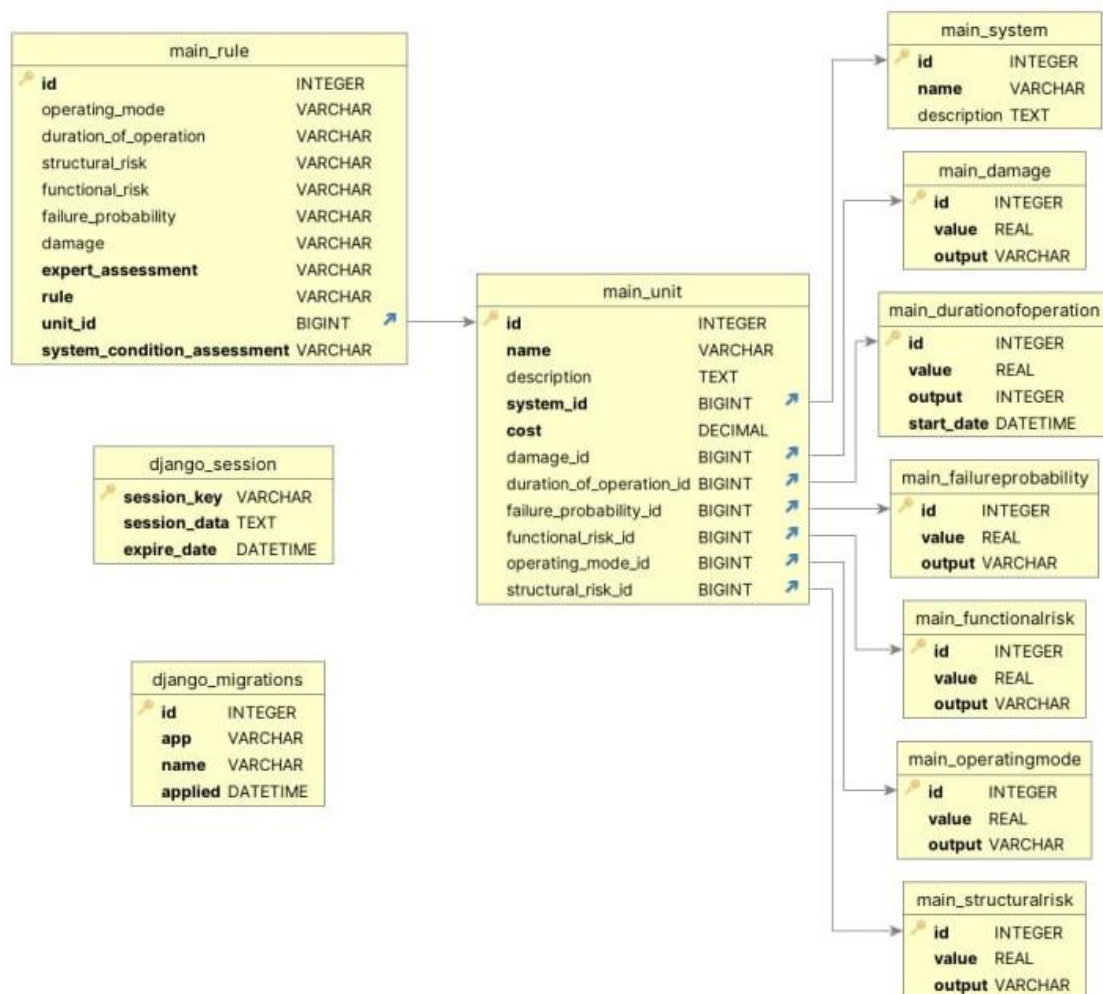 main_rule
id INTEGER
operating_mode VARCHAR
duration_of_operation VARCHAR
structural_risk VARCHAR
functional_risk VARCHAR
failure_probability VARCHAR
damage VARCHAR
expert_assessment VARCHAR
rule VARCHAR
unit_id BIGINT
system_condition_assessment VARCHAR
django_session
session_key VARCHAR
session_data TEXT
expire_date DATETIME
django_migrations
id INTEGER
app VARCHAR
name VARCHAR
applied DATETIME
main_unit
id INTEGER
name VARCHAR
description TEXT
system_id BIGINT
cost DECIMAL
damage_id BIGINT
duration_of_operation_id BIGINT
failure_probability_id BIGINT
functional_risk_id BIGINT
operating_mode_id BIGINT
structural_risk_id BIGINT
main_system
id INTEGER
name VARCHAR
description TEXT
main_damage
id INTEGER
value REAL
output VARCHAR
main_durationofoperation
id INTEGER
value REAL
output INTEGER
start_date DATETIME
main_failureprobability
id INTEGER
value REAL
output VARCHAR
main_functionalrisk
id INTEGER
value REAL
output VARCHAR
main_operatingmode
id INTEGER
value REAL
output VARCHAR
main_structuralrisk
id INTEGER
value REAL
output VARCHAR